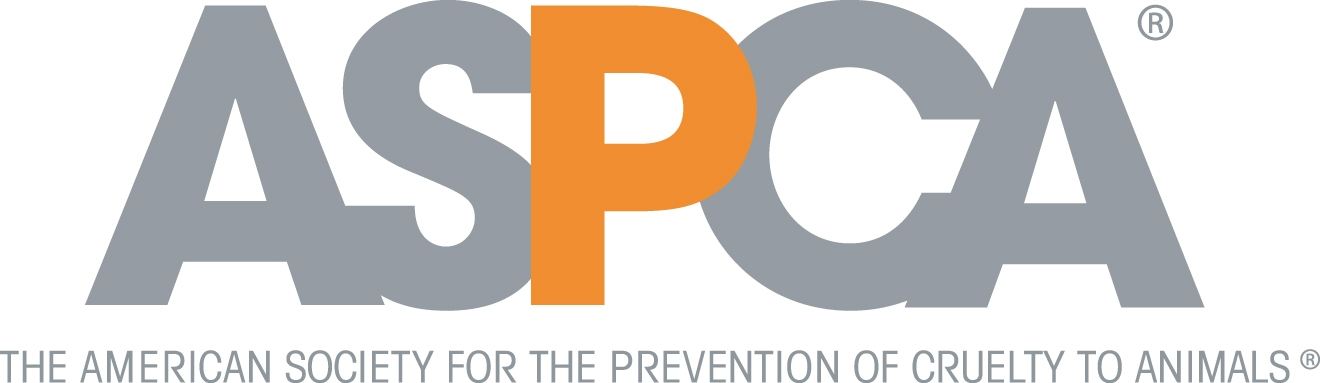 ASPCA®
THE AMERICAN SOCIETY FOR THE PREVENTION OF CRUELTY TO ANIMALS®